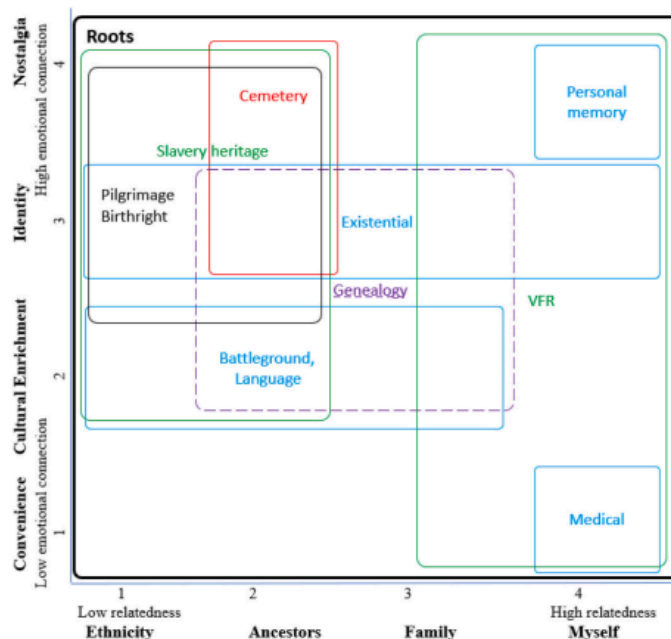 Roots
Cemetery
Personal
memory
Slavery heritage
Pilgrimage
Birthright
Existential
Genealogy
VFR
Battleground,
Language
Medical
Nostalgia
Identity
Cultural Enrichment
Convenience
High emotional connection
Low emotional connection
4
3
2
1
1
2
3
4
Low relatedness
High relatedness
Ethnicity
Ancestors
Family
Myself